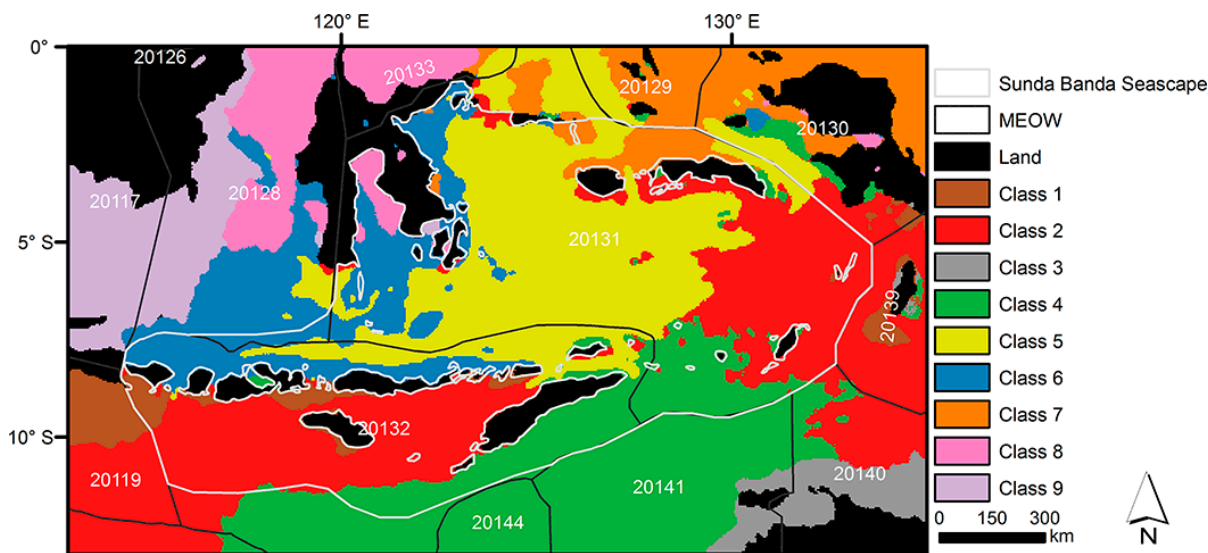 120° E
130° E
0°
5° S
10° S
20126
20133
20129
20130
20117
20128
20131
20139
20132
20119
20141
20140
20144
Sunda Banda Seascape
MEOW
Land
Class 1
Class 2
Class 3
Class 4
Class 5
Class 6
Class 7
Class 8
Class 9
0 150 300
km
N